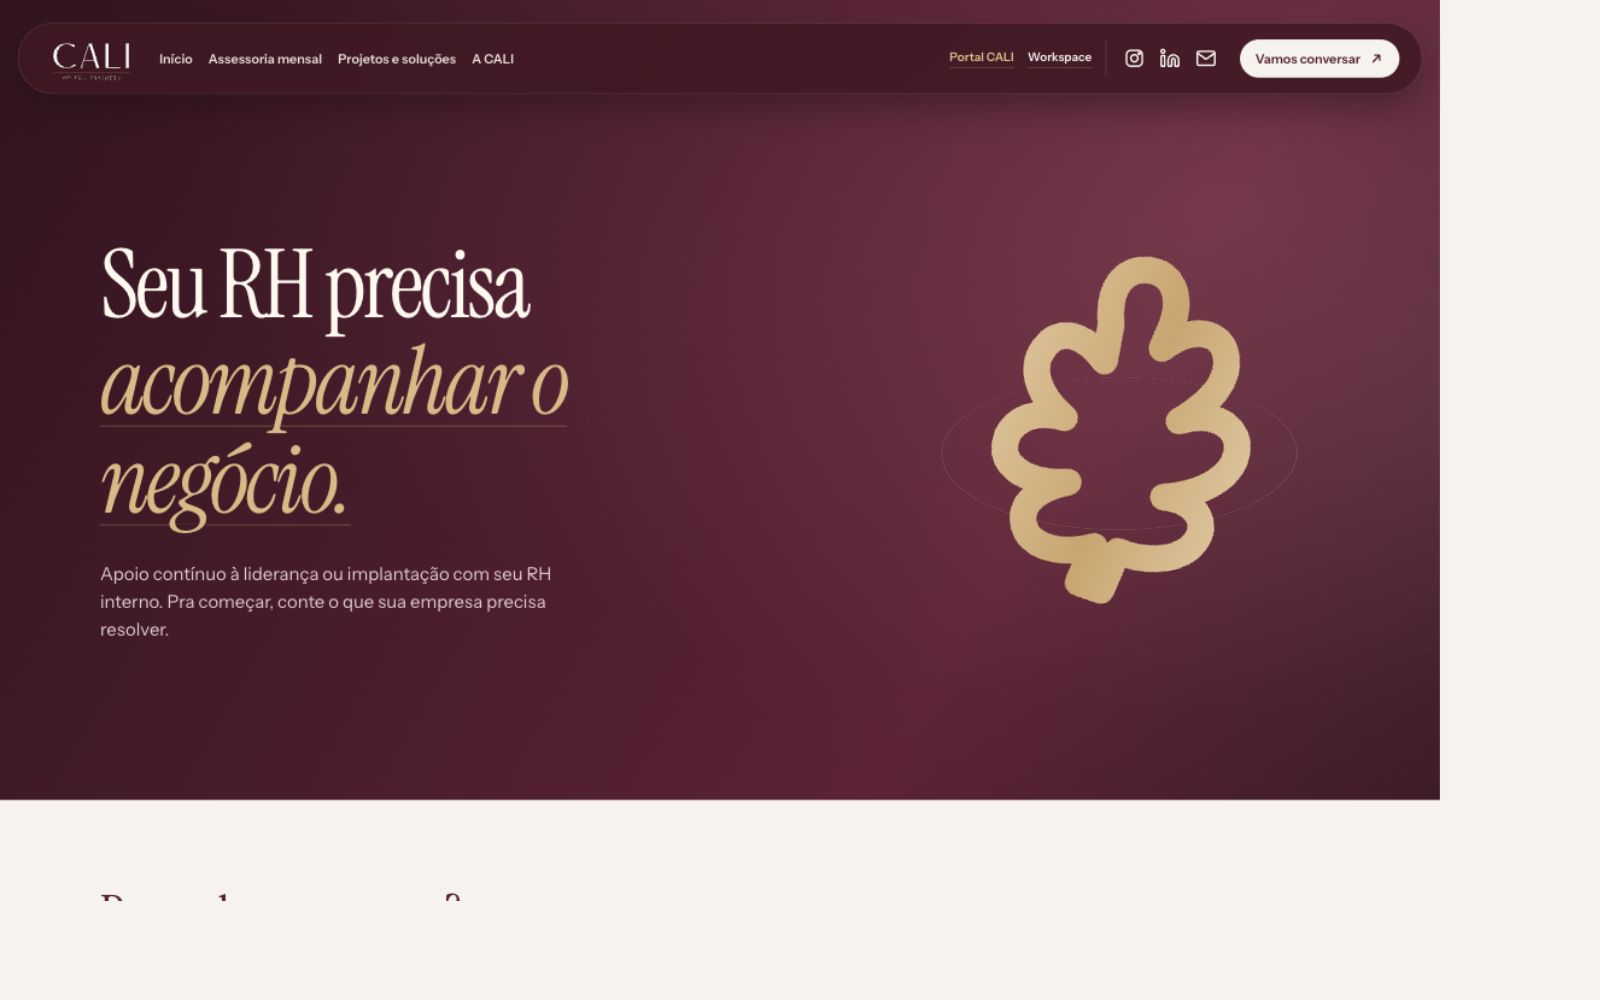 CALI
Início
Assessoria mensal
Projetos e soluções
A CALI
Portal CALI
Workspace
Vamos conversar
Seu RH precisa
acompanhar o
negócio.
Apoio contínuo à liderança ou implantação com seu RH
interno. Pra começar, conte o que sua empresa precisa
resolver.